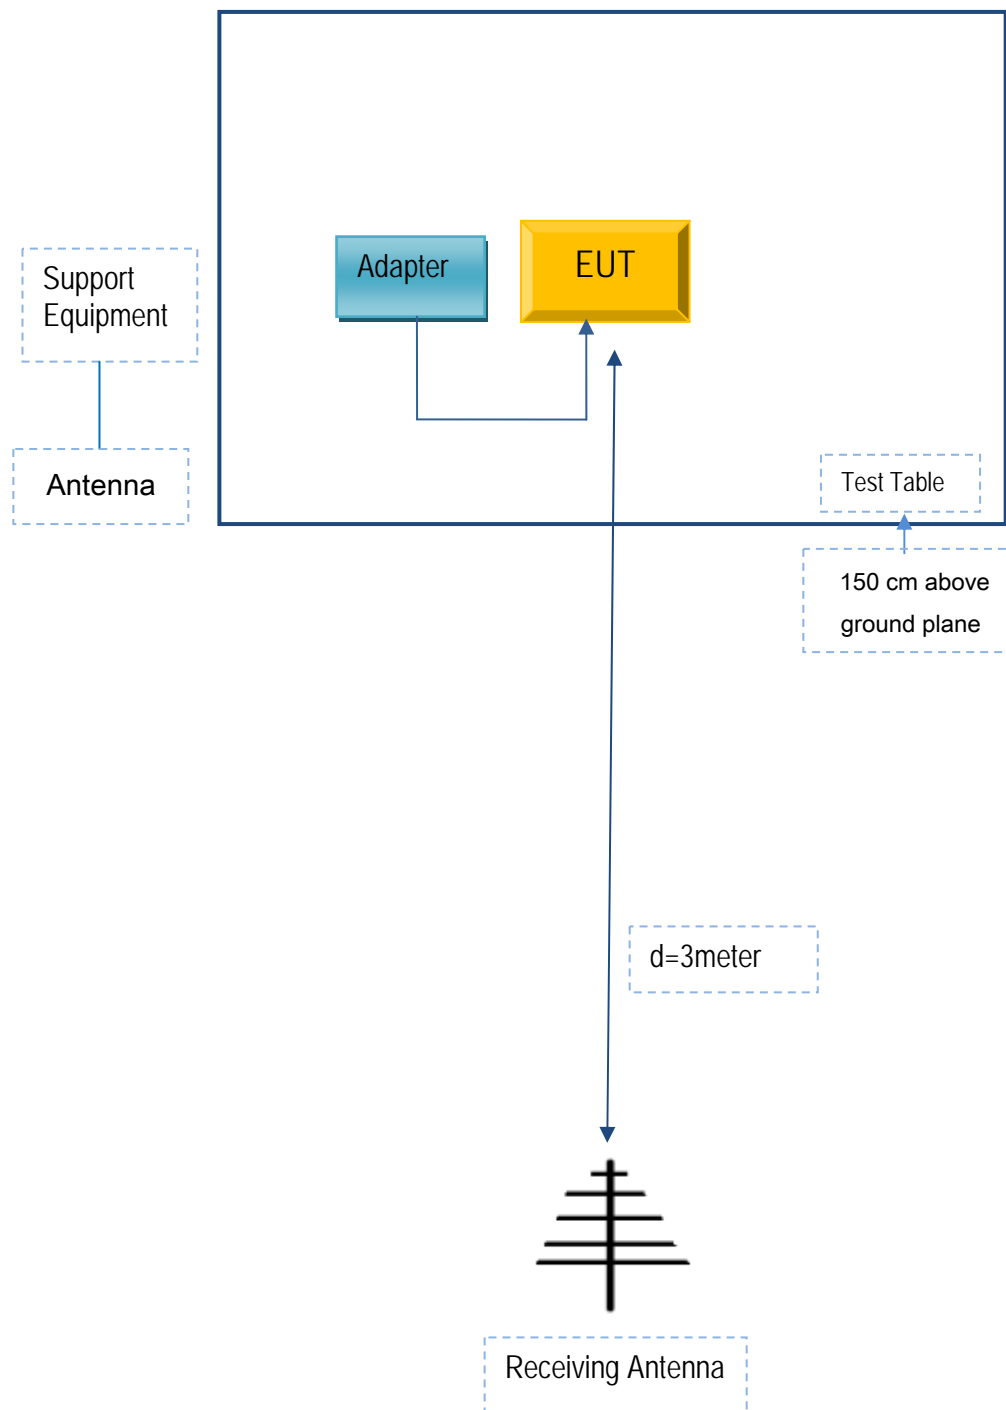 Adapter
EUT
Support
Equipment
Antenna
Test Table
150 cm above
ground plane
d=3meter
Receiving Antenna